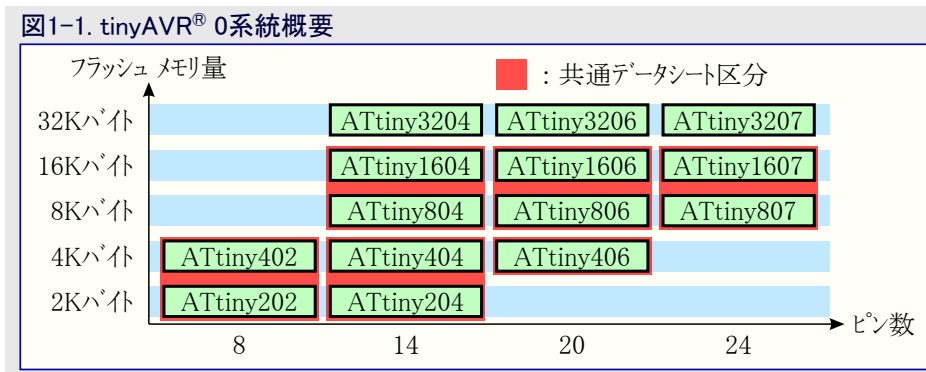 図1-1. tinyAVR® 0系統概要
フラッシュ メモリ量
: 共通データシート区分
32Kバイト ATtiny3204 ATtiny3206 ATtiny3207
16Kバイト ATtiny1604 ATtiny1606 ATtiny1607
8Kバイト ATtiny804 ATtiny806 ATtiny807
4Kバイト ATtiny402 ATtiny404 ATtiny406
2Kバイト ATtiny202 ATtiny204
ピン数
8 14 20 24